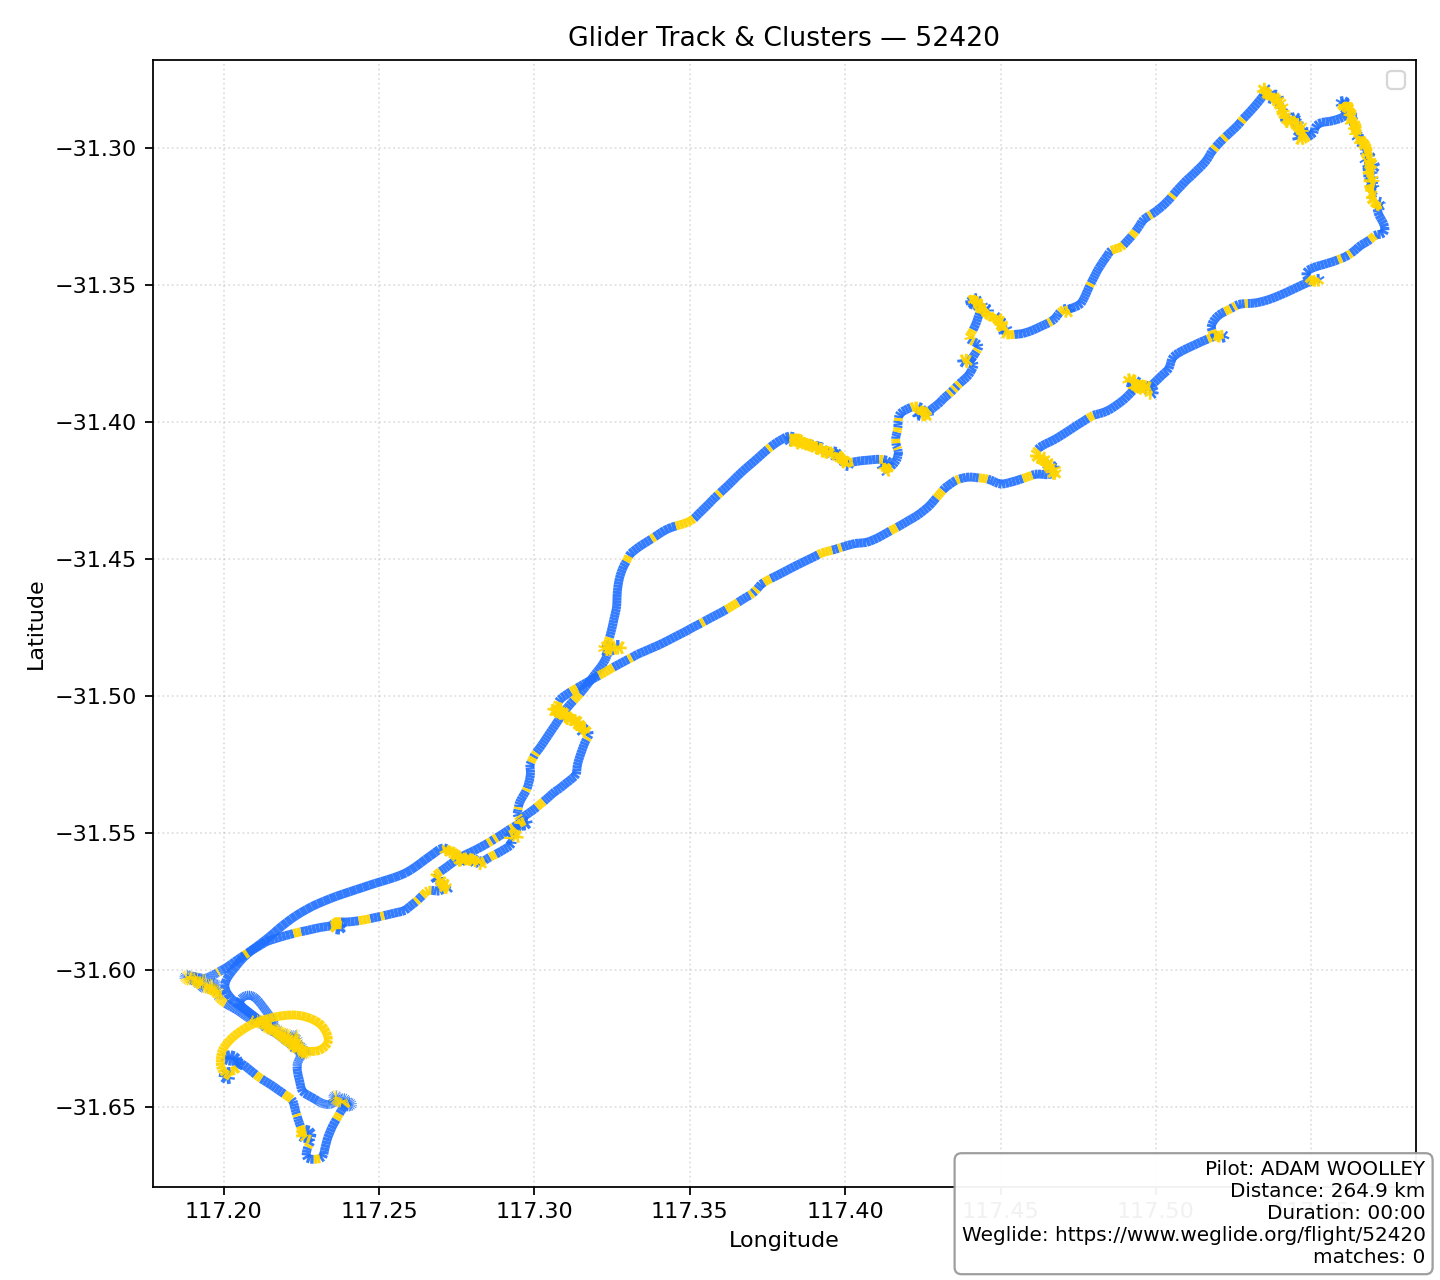 Glider Track & Clusters — 52420
−31.30
−31.35
−31.40
−31.45
−31.50
−31.55
−31.60
−31.65
Latitude
117.20
117.25
117.30
117.35
117.40
117.45
117.50
Longitude
Pilot: ADAM WOOLLEY
Distance: 264.9 km
Duration: 00:00
Weglide: https://www.weglide.org/flight/52420
matches: 0